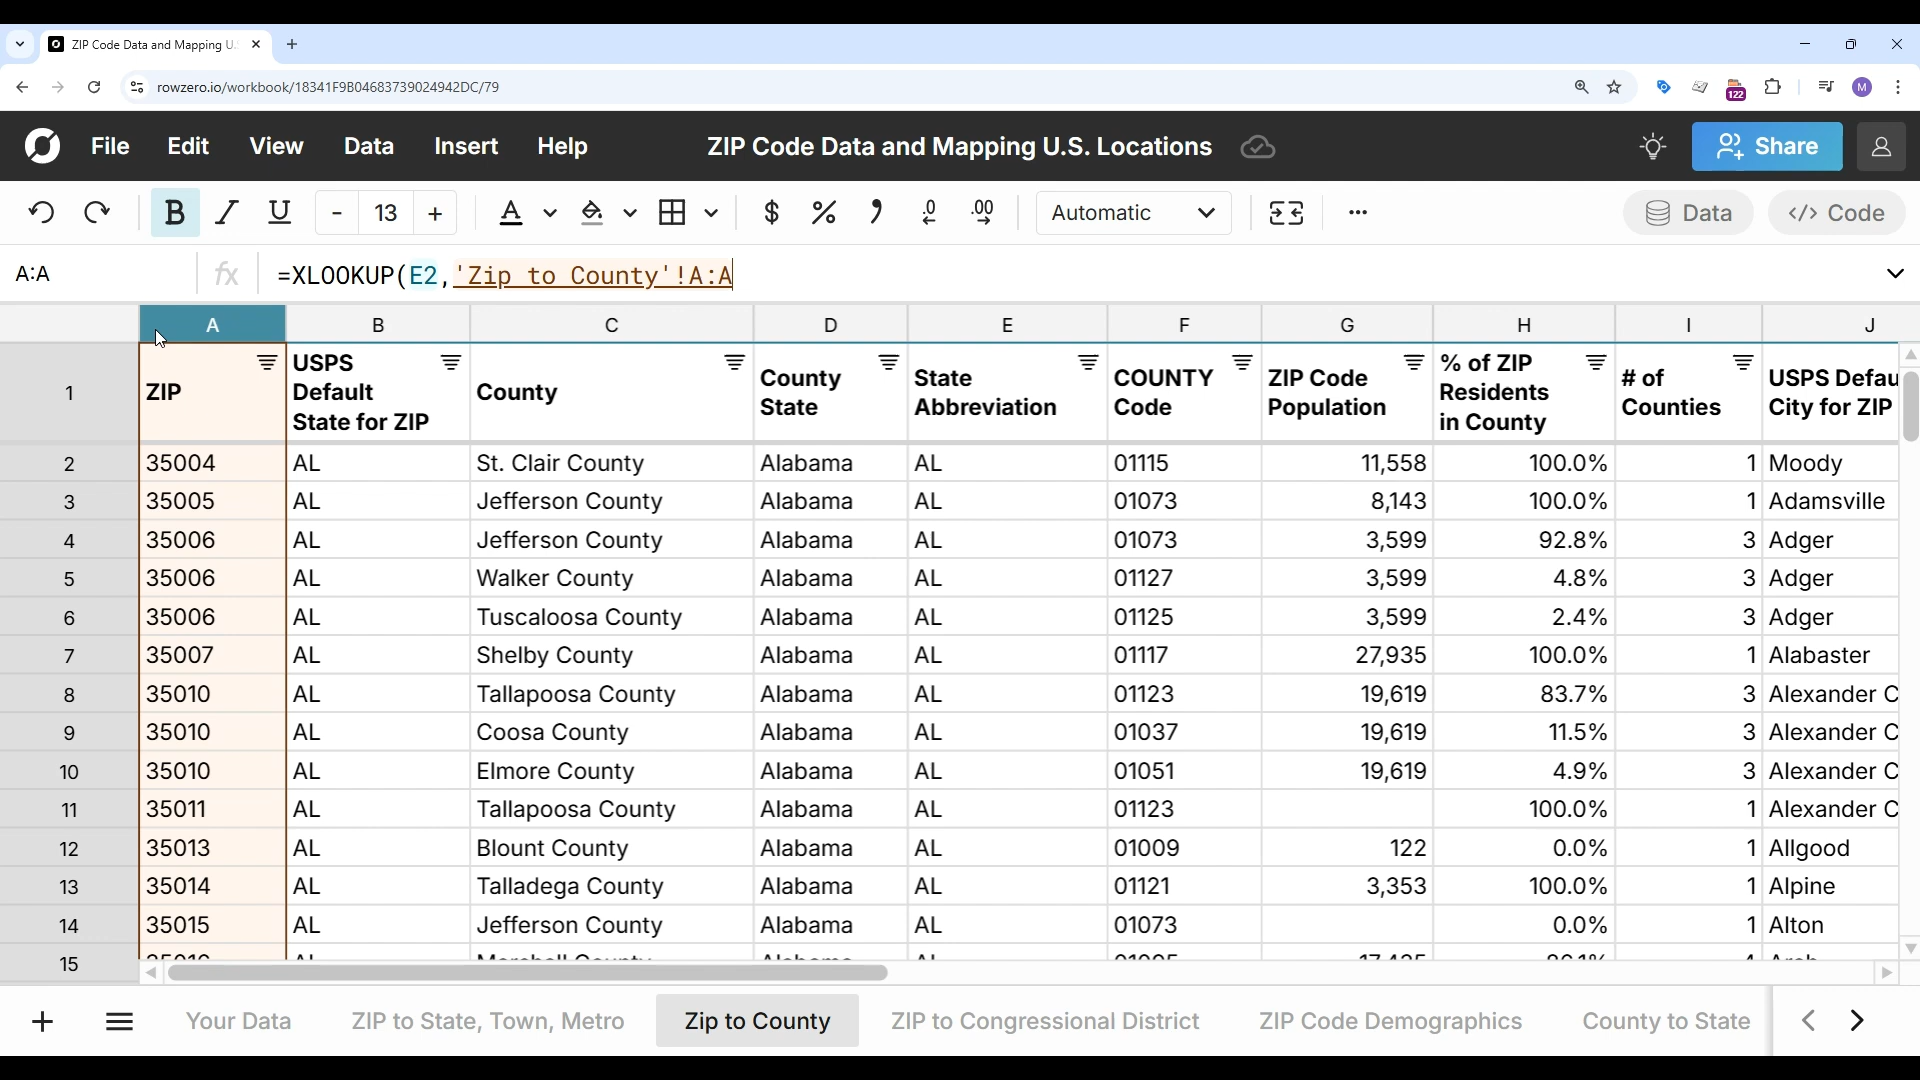 ZIP Code Data and Mapping U.S
rowzero.io/workbook/18341F9B04683739024942DC/79
122
M
File Edit View Data Insert Help
ZIP Code Data and Mapping U.S. Locations
Share
B I U - 13 + A $ % , .0 .00 Automatic ... Data </> Code
A:A fx =XLOOKUP(E2,'Zip to County'!A:A
A B C D E F G H I J
1 ZIP USPS Default State for ZIP County County State State Abbreviation COUNTY Code ZIP Code Population % of ZIP Residents in County # of Counties USPS Defau City for ZIP
2 35004 AL St. Clair County Alabama AL 01115 11,558 100.0% 1 Moody
3 35005 AL Jefferson County Alabama AL 01073 8,143 100.0% 1 Adamsville
4 35006 AL Jefferson County Alabama AL 01073 3,599 92.8% 3 Adger
5 35006 AL Walker County Alabama AL 01127 3,599 4.8% 3 Adger
6 35006 AL Tuscaloosa County Alabama AL 01125 3,599 2.4% 3 Adger
7 35007 AL Shelby County Alabama AL 01117 27,935 100.0% 1 Alabaster
8 35010 AL Tallapoosa County Alabama AL 01123 19,619 83.7% 3 Alexander C
9 35010 AL Coosa County Alabama AL 01037 19,619 11.5% 3 Alexander C
10 35010 AL Elmore County Alabama AL 01051 19,619 4.9% 3 Alexander C
11 35011 AL Tallapoosa County Alabama AL 01123 100.0% 1 Alexander C
12 35013 AL Blount County Alabama AL 01009 122 0.0% 1 Allgood
13 35014 AL Talladega County Alabama AL 01121 3,353 100.0% 1 Alpine
14 35015 AL Jefferson County Alabama AL 01073 0.0% 1 Alton
15
Your Data ZIP to State, Town, Metro Zip to County ZIP to Congressional District ZIP Code Demographics County to State